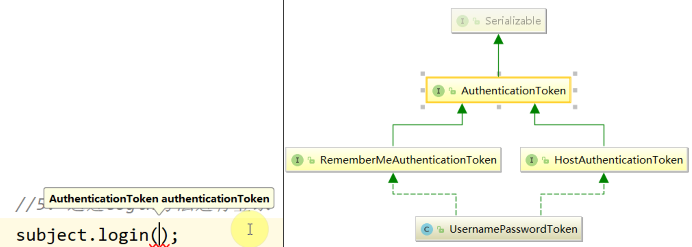 Serializable
AuthenticationToken
RememberMeAuthenticationToken
HostAuthenticationToken
UsernamePasswordToken
AuthenticationToken authenticationToken
subject.login();